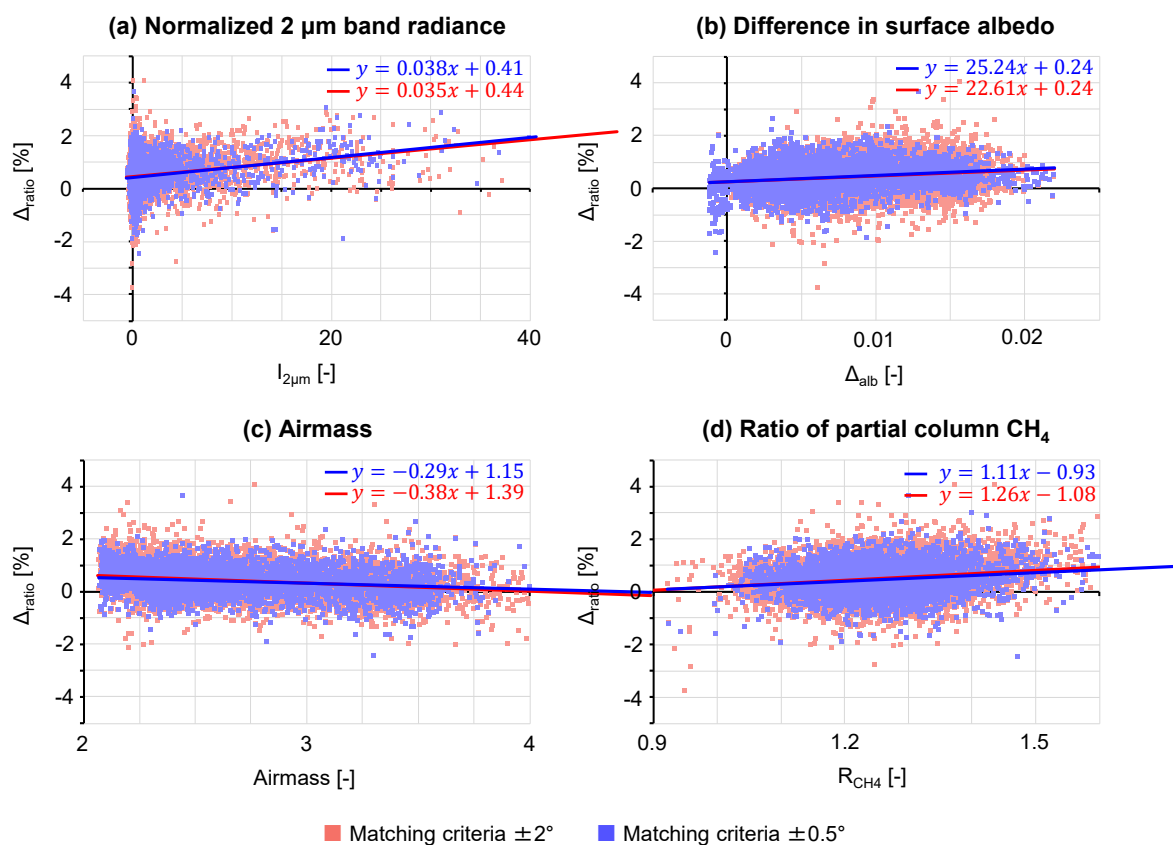 (a) Normalized 2 μm band radiance
y = 0.038x + 0.41
y = 0.035x + 0.44
4
2
0
-2
-4
Δratio [%]
0 20 40
I2μm [-]
(b) Difference in surface albedo
y = 25.24x + 0.24
y = 22.61x + 0.24
4
2
0
-2
-4
Δratio [%]
0 0.01 0.02
Δalb [-]
(c) Airmass
y = −0.29x + 1.15
y = −0.38x + 1.39
4
2
0
-2
-4
Δratio [%]
2 3 4
Airmass [-]
(d) Ratio of partial column CH4
y = 1.11x − 0.93
y = 1.26x − 1.08
4
2
0
-2
-4
Δratio [%]
0.9 1.2 1.5
RCH4 [-]
Matching criteria ±2° Matching criteria ±0.5°